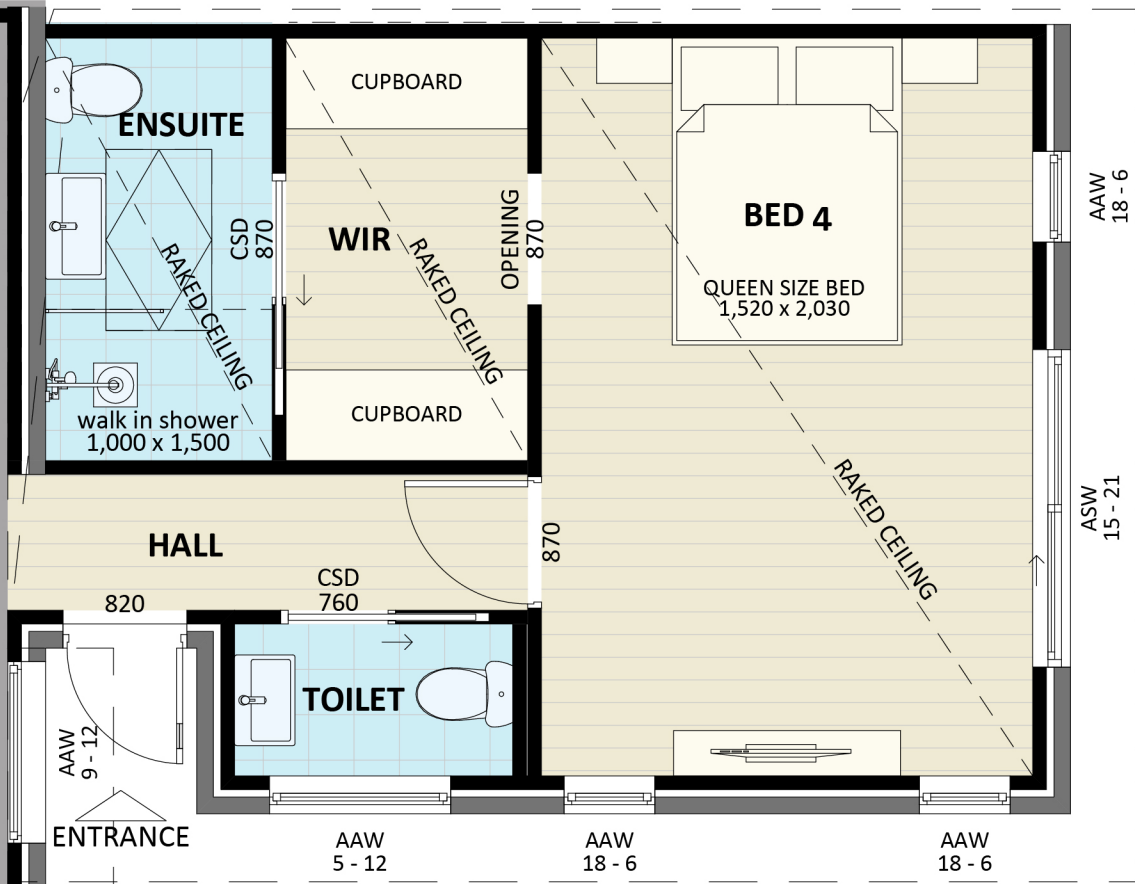 CUPBOARD
ENSUITE
AAW
18 - 6
CSD
870
WIR
OPENING
870
BED 4
RAKED CEILING
RAKED CEILING
QUEEN SIZE BED
1,520 x 2,030
walk in shower
1,000 x 1,500
CUPBOARD
RAKED CEILING
ASW
15 - 21
HALL
870
CSD
760
820
TOILET
AAW
9 - 12
ENTRANCE
AAW
5 - 12
AAW
18 - 6
AAW
18 - 6